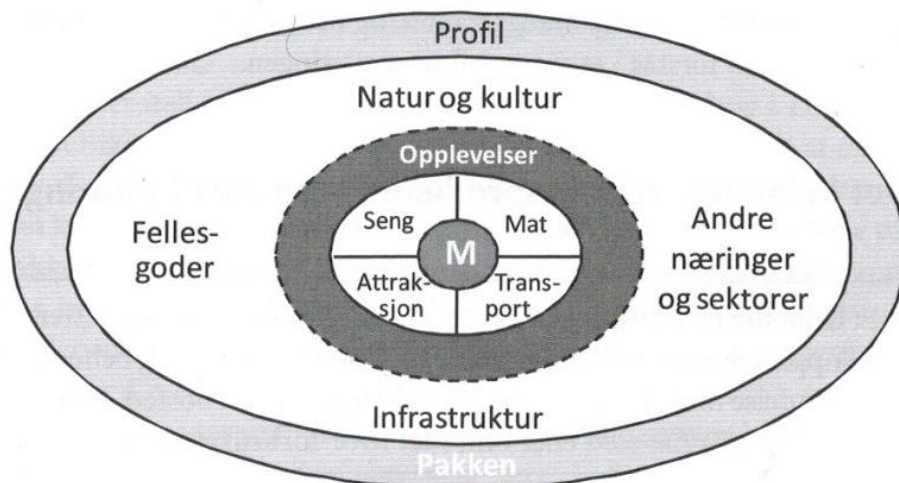 Profil
Natur og kultur
Opplevelser
Seng
Mat
Felles-
goder
M
Andre
næringer
og sektorer
Attrak-
sjon
Trans-
port
Infrastruktur
Pakken